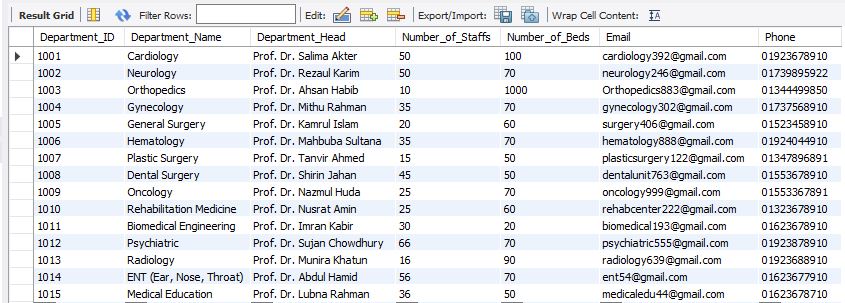 Result Grid Filter Rows: Edit: Export/Import: Wrap Cell Content:
Department_ID Department_Name Department_Head Number_of_Staffs Number_of_Beds Email Phone
1001 Cardiology Prof. Dr. Salima Akter 50 100 cardiology392@gmail.com 01923678910
1002 Neurology Prof. Dr. Rezaul Karim 50 70 neurology246@gmail.com 01739895922
1003 Orthopedics Prof. Dr. Ahsan Habib 10 1000 Orthopedics883@gmail.com 01344499850
1004 Gynecology Prof. Dr. Mithu Rahman 35 70 gynecology302@gmail.com 01737568910
1005 General Surgery Prof. Dr. Kamrul Islam 20 60 surgery406@gmail.com 01523458910
1006 Hematology Prof. Dr. Mahbuba Sultana 35 70 hematology888@gmail.com 01924044910
1007 Plastic Surgery Prof. Dr. Tanvir Ahmed 15 50 plasticsurgery122@gmail.com 01347896891
1008 Dental Surgery Prof. Dr. Shirin Jahan 45 50 dentalunit763@gmail.com 01553678910
1009 Oncology Prof. Dr. Nazmul Huda 25 70 oncology999@gmail.com 01553367891
1010 Rehabilitation Medicine Prof. Dr. Nusrat Amin 25 60 rehabcenter222@gmail.com 01323678910
1011 Biomedical Engineering Prof. Dr. Imran Kabir 30 20 biomedical193@gmail.com 01623678910
1012 Psychiatric Prof. Dr. Sujan Chowdhury 66 70 psychiatric555@gmail.com 01923878910
1013 Radiology Prof. Dr. Munira Khatun 16 90 radiology639@gmail.com 01923688910
1014 ENT (Ear, Nose, Throat) Prof. Dr. Abdul Hamid 56 70 ent54@gmail.com 01623677910
1015 Medical Education Prof. Dr. Lubna Rahman 36 50 medicaledu44@gmail.com 01623678710